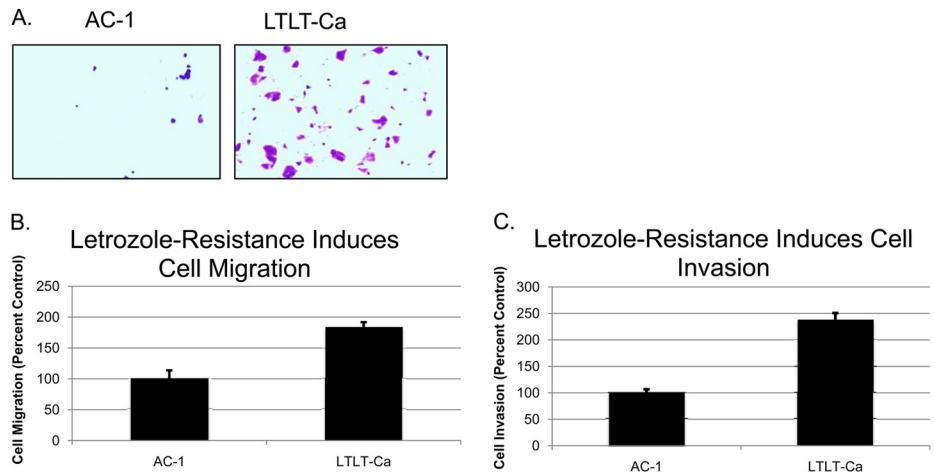 A.
AC-1
LTLT-Ca
B.
Letrozole-Resistance Induces
Cell Migration
Cell Migration (Percent Control)
250
200
150
100
50
0
AC-1
LTLT-Ca
C.
Letrozole-Resistance Induces Cell
Invasion
Cell Invasion (Percent Control)
300
250
200
150
100
50
0
AC-1
LTLT-Ca